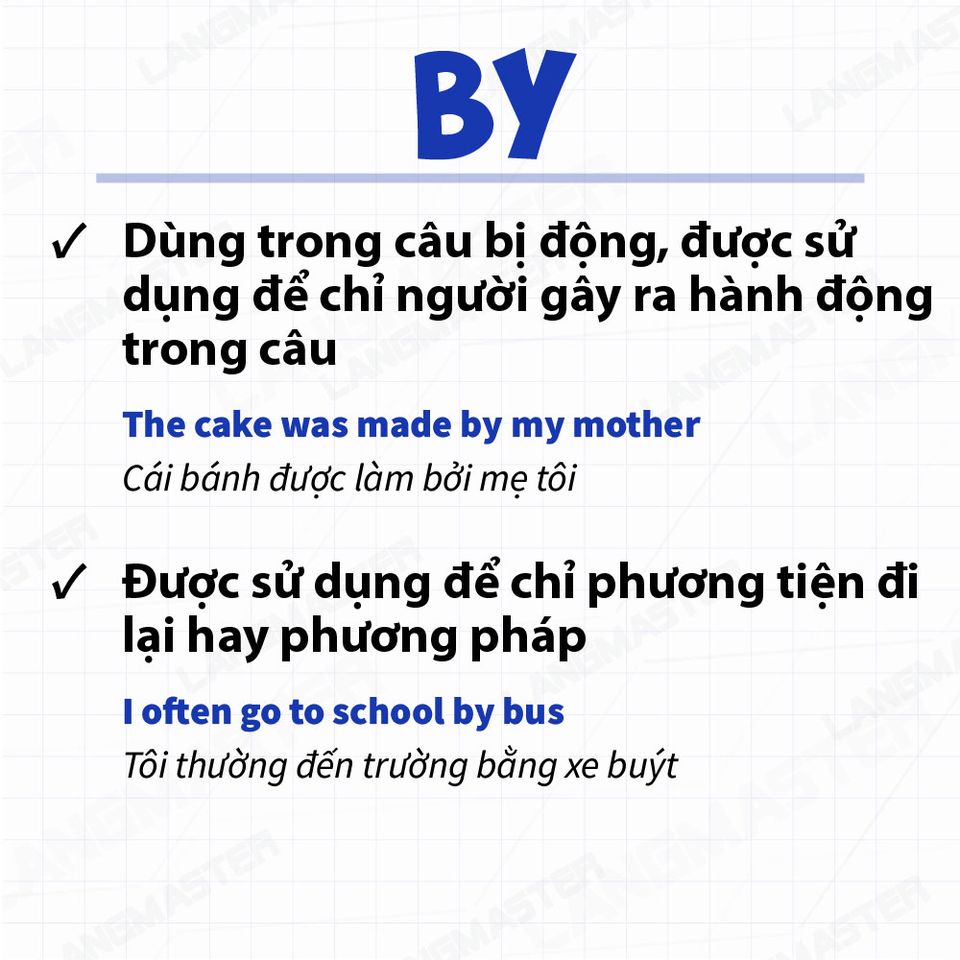 BY
✓ Dùng trong câu bị động, được sử
dụng để chỉ người gây ra hành động
trong câu
The cake was made by my mother
Cái bánh được làm bởi mẹ tôi
✓ Được sử dụng để chỉ phương tiện đi
lại hay phương pháp
I often go to school by bus
Tôi thường đến trường bằng xe buýt
LANGMASTER